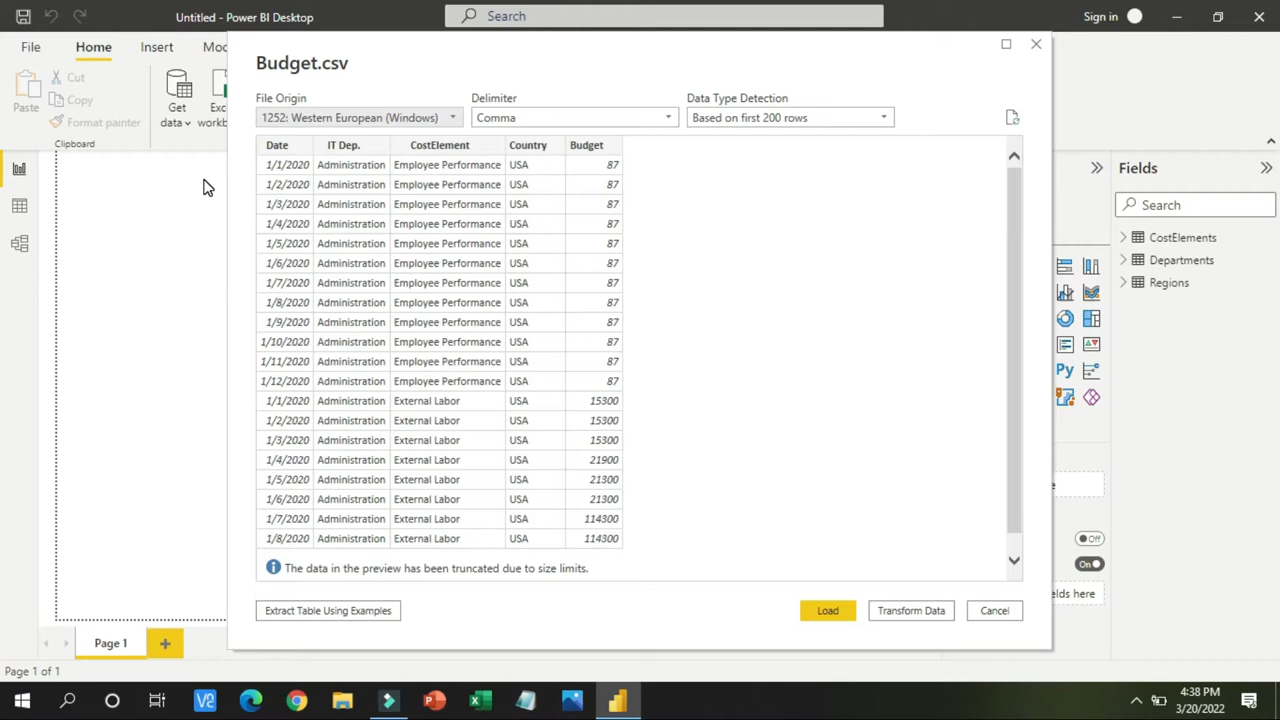 Untitled - Power BI Desktop
Search
Sign in
File
Home
Insert
Mod
Paste
Cut
Copy
Format painter
Clipboard
Get data
Exc
workb
Budget.csv
File Origin
Delimiter
Data Type Detection
1252: Western European (Windows)
Comma
Based on first 200 rows
Date IT Dep. CostElement Country Budget
1/1/2020 Administration Employee Performance USA 87
1/2/2020 Administration Employee Performance USA 87
1/3/2020 Administration Employee Performance USA 87
1/4/2020 Administration Employee Performance USA 87
1/5/2020 Administration Employee Performance USA 87
1/6/2020 Administration Employee Performance USA 87
1/7/2020 Administration Employee Performance USA 87
1/8/2020 Administration Employee Performance USA 87
1/9/2020 Administration Employee Performance USA 87
1/10/2020 Administration Employee Performance USA 87
1/11/2020 Administration Employee Performance USA 87
1/12/2020 Administration Employee Performance USA 87
1/1/2020 Administration External Labor USA 15300
1/2/2020 Administration External Labor USA 15300
1/3/2020 Administration External Labor USA 15300
1/4/2020 Administration External Labor USA 21900
1/5/2020 Administration External Labor USA 21300
1/6/2020 Administration External Labor USA 21300
1/7/2020 Administration External Labor USA 114300
1/8/2020 Administration External Labor USA 114300
The data in the preview has been truncated due to size limits.
Extract Table Using Examples
Load
Transform Data
Cancel
Fields
Search
CostElements
Departments
Regions
Py
e
Off
On
elds here
Page 1
Page 1 of 1
4:38 PM
3/20/2022